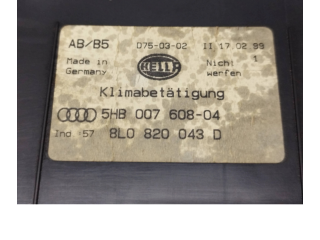 AB/B5 D75-03-02 II 17.02.99
Made in Germany HELLA Nicht werfen 1
Klimabetätigung
5HB 007 608-04
Ind. 57 8L0 820 043 D